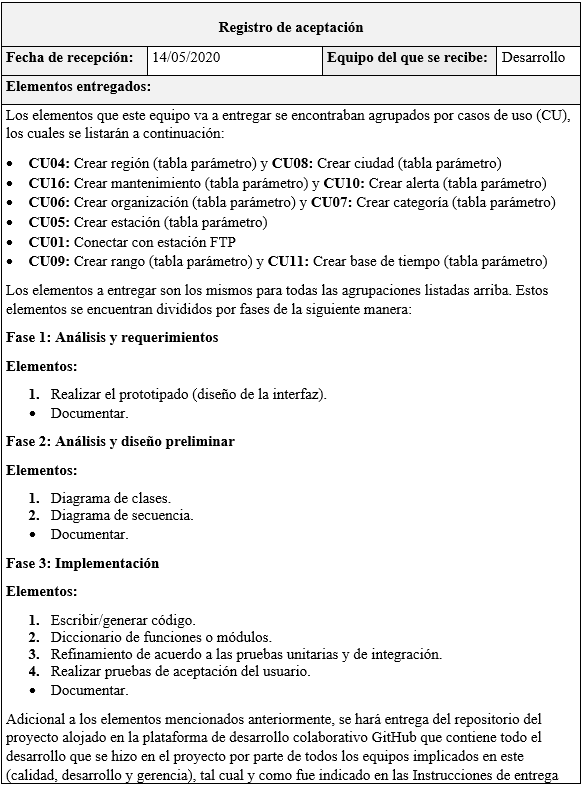 Registro de aceptación
Fecha de recepción: 14/05/2020 Equipo del que se recibe: Desarrollo
Elementos entregados:
Los elementos que este equipo va a entregar se encontraban agrupados por casos de uso (CU),
los cuales se listarán a continuación:
• CU04: Crear región (tabla parámetro) y CU08: Crear ciudad (tabla parámetro)
• CU16: Crear mantenimiento (tabla parámetro) y CU10: Crear alerta (tabla parámetro)
• CU06: Crear organización (tabla parámetro) y CU07: Crear categoría (tabla parámetro)
• CU05: Crear estación (tabla parámetro)
• CU01: Conectar con estación FTP
• CU09: Crear rango (tabla parámetro) y CU11: Crear base de tiempo (tabla parámetro)
Los elementos a entregar son los mismos para todas las agrupaciones listadas arriba. Estos
elementos se encuentran divididos por fases de la siguiente manera:
Fase 1: Análisis y requerimientos
Elementos:
1. Realizar el prototipado (diseño de la interfaz).
• Documentar.
Fase 2: Análisis y diseño preliminar
Elementos:
1. Diagrama de clases.
2. Diagrama de secuencia.
• Documentar.
Fase 3: Implementación
Elementos:
1. Escribir/generar código.
2. Diccionario de funciones o módulos.
3. Refinamiento de acuerdo a las pruebas unitarias y de integración.
4. Realizar pruebas de aceptación del usuario.
• Documentar.
Adicional a los elementos mencionados anteriormente, se hará entrega del repositorio del
proyecto alojado en la plataforma de desarrollo colaborativo GitHub que contiene todo el
desarrollo que se hizo en el proyecto por parte de todos los equipos implicados en este
(calidad, desarrollo y gerencia), tal cual y como fue indicado en las Instrucciones de entrega